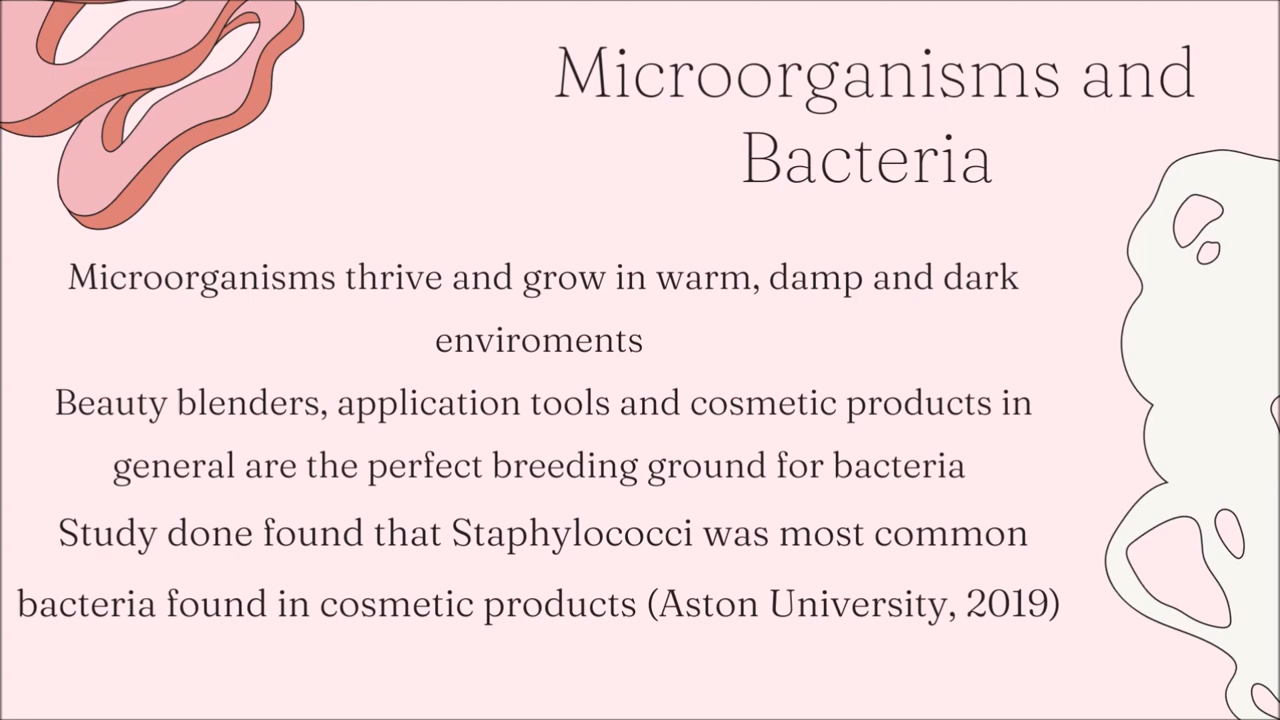 Microorganisms and
Bacteria
Microorganisms thrive and grow in warm, damp and dark
enviroments
Beauty blenders, application tools and cosmetic products in
general are the perfect breeding ground for bacteria
Study done found that Staphylococci was most common
bacteria found in cosmetic products (Aston University, 2019)